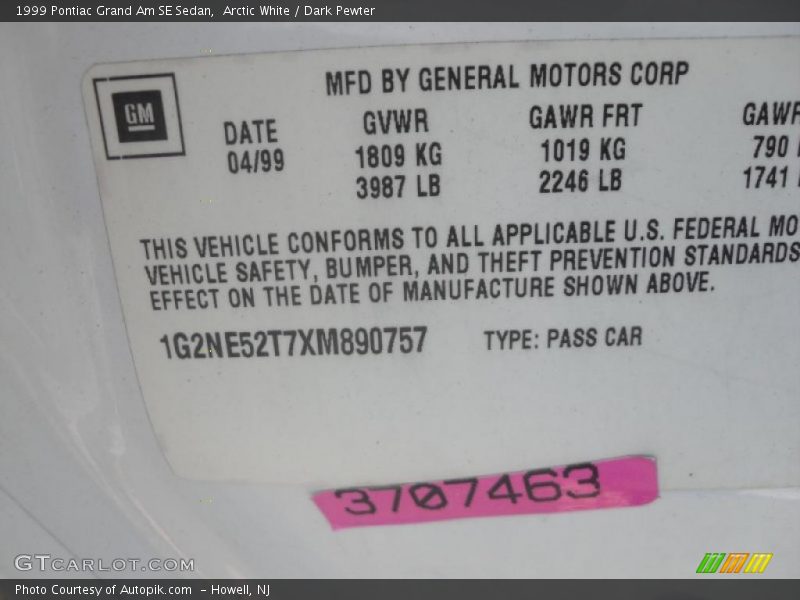 1999 Pontiac Grand Am SE Sedan, Arctic White / Dark Pewter
MFD BY GENERAL MOTORS CORP
GM
DATE GVWR GAWR FRT
04/99 1809 KG 1019 KG 790
3987 LB 2246 LB 1741
THIS VEHICLE CONFORMS TO ALL APPLICABLE U.S. FEDERAL
VEHICLE SAFETY, BUMPER, AND THEFT PREVENTION STANDARDS
EFFECT ON THE DATE OF MANUFACTURE SHOWN ABOVE.
1G2NE52T7XM890757 TYPE: PASS CAR
3707463
GTCARLOT.COM
Photo Courtesy of Autopik.com - Howell, NJ